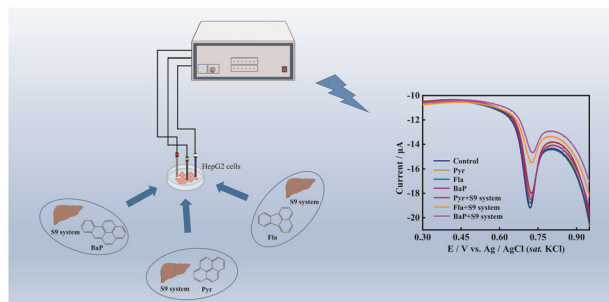 HepG2 cells
S9 system
BaP
S9 system
Pyr
S9 system
Fla
-10
-12
-14
-16
-18
-20
Current / μA
Control
Pyr
Fla
BaP
Pyr+S9 system
Fla+S9 system
BaP+S9 system
0.30
0.45
0.60
0.75
0.90
E / V vs. Ag / AgCl (sat. KCl)